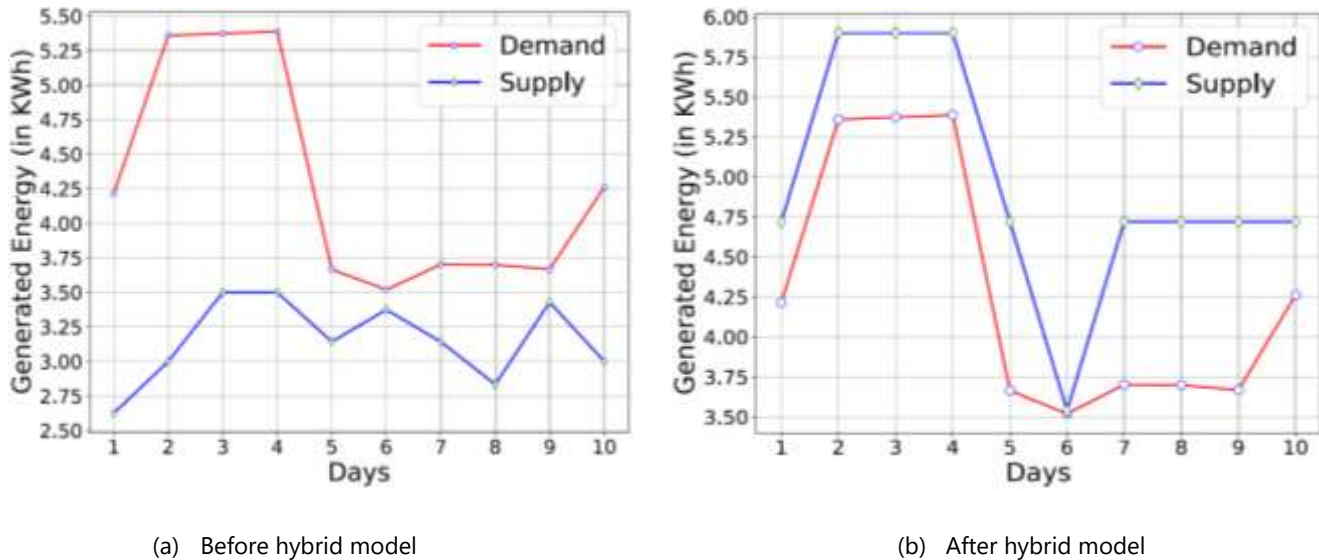 5.50
5.25
5.00
4.75
4.50
4.25
4.00
3.75
3.50
3.25
3.00
2.75
2.50
Generated Energy (in KWh)
Demand
Supply
1 2 3 4 5 6 7 8 9 10
Days
(a) Before hybrid model
6.00
5.75
5.50
5.25
5.00
4.75
4.50
4.25
4.00
3.75
3.50
Generated Energy (in KWh)
Demand
Supply
1 2 3 4 5 6 7 8 9 10
Days
(b) After hybrid model